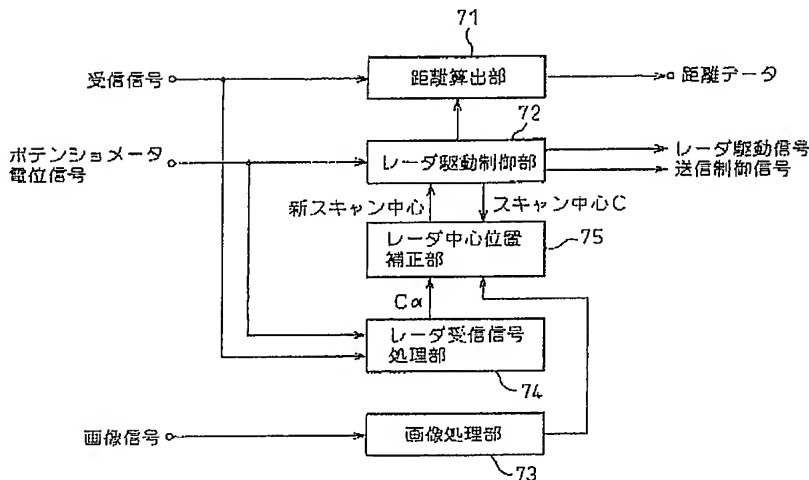 71
受信信号
距離算出部
距離データ
72
ポテンショメータ
電位信号
レーダ駆動制御部
レーダ駆動信号
送信制御信号
新スキャン中心
スキャン中心C
レーダ中心位置
補正部
75
Cα
レーダ受信信号
処理部
74
画像信号
画像処理部
73